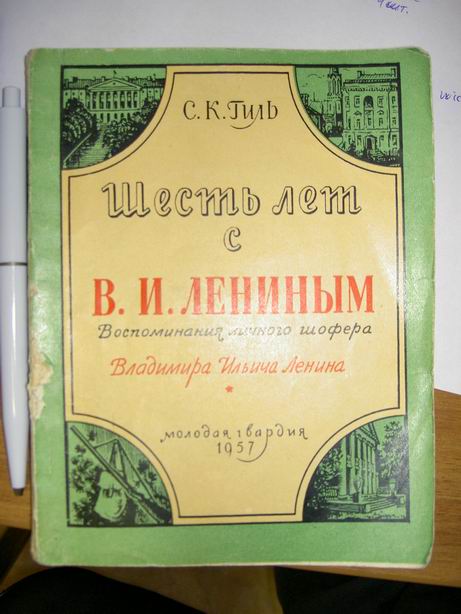 С. К. Гиль
Шесть лет
с
В. И. ЛЕНИНЫМ
Воспоминания личного шофера
Владимира Ильича Ленина
молодая гвардия
1957